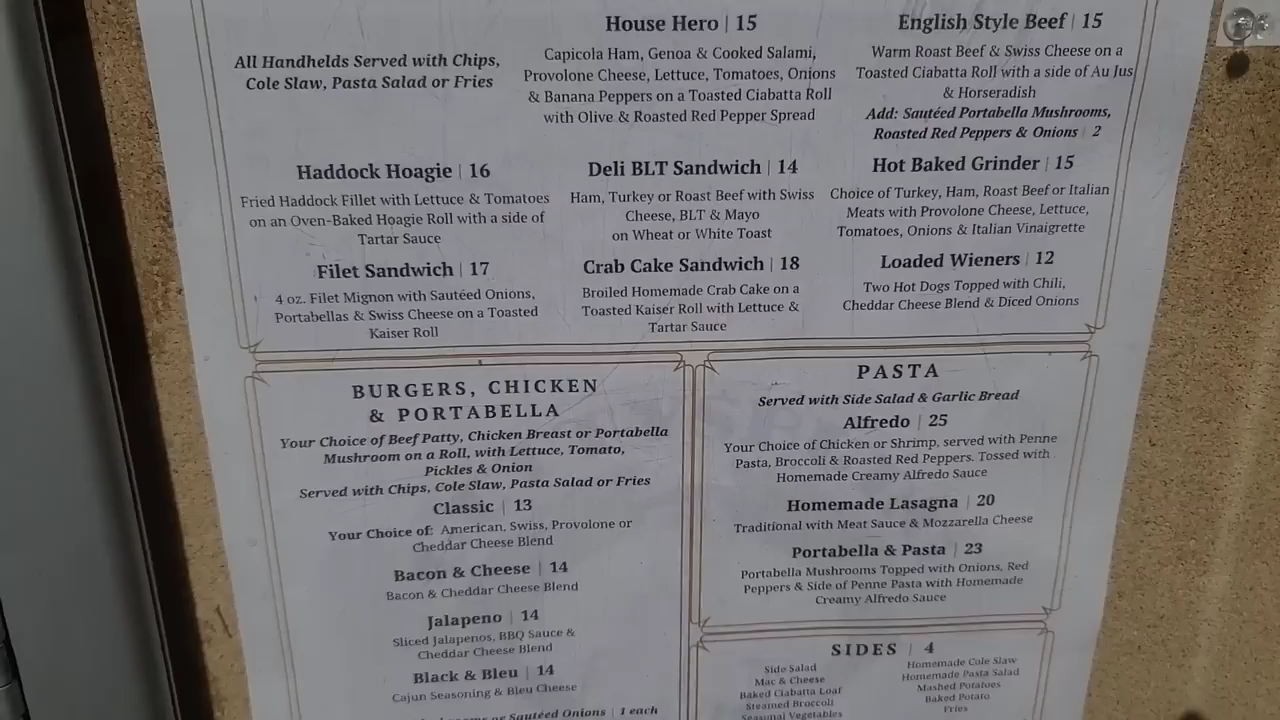 All Handhelds Served with Chips,
Cole Slaw, Pasta Salad or Fries
House Hero | 15
Capicola Ham, Genoa & Cooked Salami,
Provolone Cheese, Lettuce, Tomatoes, Onions
& Banana Peppers on a Toasted Ciabatta Roll
with Olive & Roasted Red Pepper Spread
English Style Beef | 15
Warm Roast Beef & Swiss Cheese on a
Toasted Ciabatta Roll with a side of Au Jus
& Horseradish
Add: Sautéed Portabella Mushrooms,
Roasted Red Peppers & Onions | 2
Haddock Hoagie | 16
Fried Haddock Fillet with Lettuce & Tomatoes
on an Oven-Baked Hoagie Roll with a side of
Tartar Sauce
Deli BLT Sandwich | 14
Ham, Turkey or Roast Beef with Swiss
Cheese, BLT & Mayo
on Wheat or White Toast
Hot Baked Grinder | 15
Choice of Turkey, Ham, Roast Beef or Italian
Meats with Provolone Cheese, Lettuce,
Tomatoes, Onions & Italian Vinaigrette
Filet Sandwich | 17
4 oz. Filet Mignon with Sautéed Onions,
Portabellas & Swiss Cheese on a Toasted
Kaiser Roll
Crab Cake Sandwich | 18
Broiled Homemade Crab Cake on a
Toasted Kaiser Roll with Lettuce &
Tartar Sauce
Loaded Wieners | 12
Two Hot Dogs Topped with Chili,
Cheddar Cheese Blend & Diced Onions
BURGERS, CHICKEN
& PORTABELLA
Your Choice of Beef Patty, Chicken Breast or Portabella
Mushroom on a Roll, with Lettuce, Tomato,
Pickles & Onion
Served with Chips, Cole Slaw, Pasta Salad or Fries
Classic | 13
Your Choice of: American, Swiss, Provolone or
Cheddar Cheese Blend
Bacon & Cheese | 14
Bacon & Cheddar Cheese Blend
Jalapeno | 14
Sliced Jalapenos, BBQ Sauce &
Cheddar Cheese Blend
Black & Bleu | 14
Cajun Seasoning & Bleu Cheese
or Sautéed Onions | 1 each
PASTA
Served with Side Salad & Garlic Bread
Alfredo | 25
Your Choice of Chicken or Shrimp, served with Penne
Pasta, Broccoli & Roasted Red Peppers. Tossed with
Homemade Creamy Alfredo Sauce
Homemade Lasagna | 20
Traditional with Meat Sauce & Mozzarella Cheese
Portabella & Pasta | 23
Portabella Mushrooms Topped with Onions, Red
Peppers & Side of Penne Pasta with Homemade
Creamy Alfredo Sauce
SIDES | 4
Side Salad
Mac & Cheese
Baked Ciabatta Loaf
Steamed Broccoli
Seasonal Vegetables
Homemade Cole Slaw
Homemade Pasta Salad
Mashed Potatoes
Baked Potato
Fries